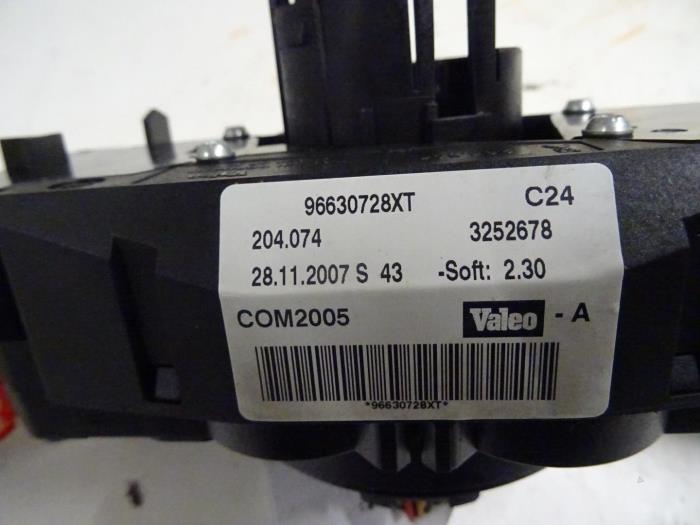 96630728XT C24
204.074 3252678
28.11.2007 S 43 -Soft: 2.30
COM2005 Valeo - A
*96630728XT*